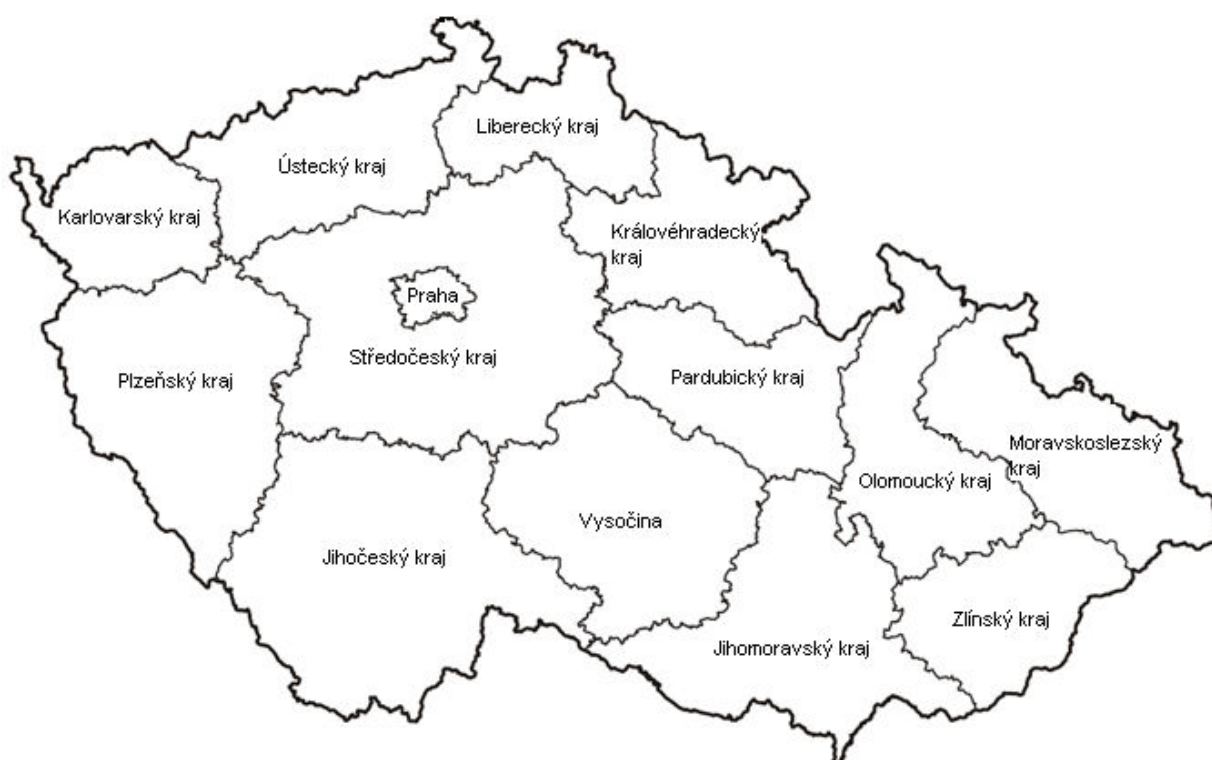 Liberecký kraj
Ústecký kraj
Karlovarský kraj
Královéhradecký
kraj
Praha
Středočeský kraj
Plzeňský kraj
Pardubický kraj
Moravskoslezský
kraj
Olomoucký kraj
Vysočina
Jihočeský kraj
Zlínský kraj
Jihomoravský kraj